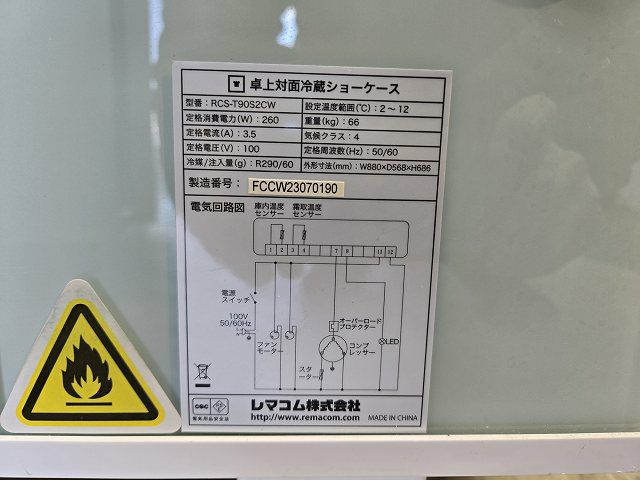 卓上対面冷蔵ショーケース
型番：RCS-T90S2CW 設定温度範囲(℃)：2～12
定格消費電力(W)：260 重量(kg)：66
定格電流(A)：3.5 気候クラス：4
定格電圧(V)：100 定格周波数(Hz)：50/60
冷媒/注入量(g)：R290/60 外形寸法(mm)：W880×D568×H686
製造番号：FCCW23070190
電気回路図
庫内温度センサー
霜取温度センサー
1 2 3 4 7 8 11 12
電源スイッチ
100V
50/60Hz
ファンモーター
オーバーロードプロテクター
コンプレッサー
LED
スターター
レマコム株式会社
http://www.remacom.com
MADE IN CHINA